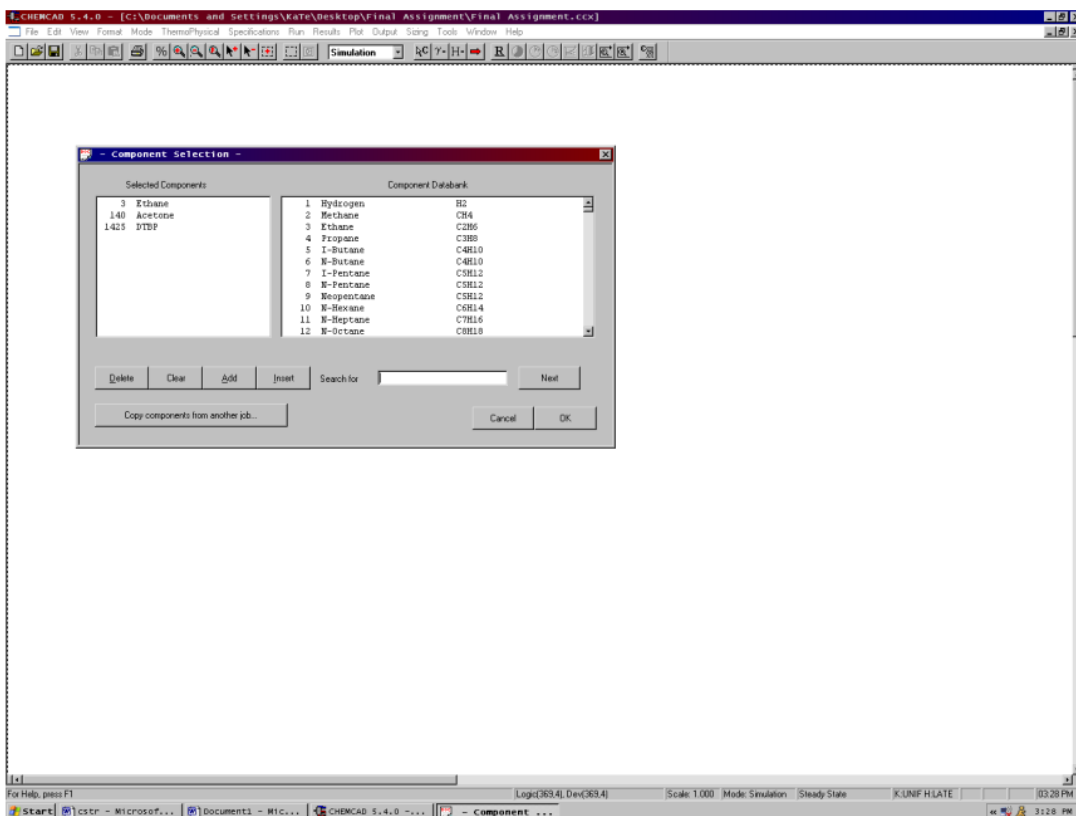 CHEMCAD 5.4.0 - [C:\Documents and Settings\KaTe\Desktop\Final Assignment\Final Assignment.ccx]
File Edit View Format Mode ThermoPhysical Specifications Run Results Plot Output Sizing Tools Window Help
Simulation
- Component Selection -
Selected Components
Component Databank
3 Ethane
140 Acetone
1425 DTBP
1 Hydrogen H2
2 Methane CH4
3 Ethane C2H6
4 Propane C3H8
5 I-Butane C4H10
6 N-Butane C4H10
7 I-Pentane C5H12
8 N-Pentane C5H12
9 Neopentane C5H12
10 N-Hexane C6H14
11 N-Heptane C7H16
12 N-Octane C8H18
Delete Clear Add Insert Search for Next
Copy components from another job... Cancel OK
For Help, press F1 Logic(369,4), Dev(369,4) Scale: 1.000 Mode: Simulation Steady State K:UNIF H:LATE 03:28 PM
Start cstr - Microsof... Document1 - Mic... CHEMCAD 5.4.0 -... - Component ... 3:28 PM